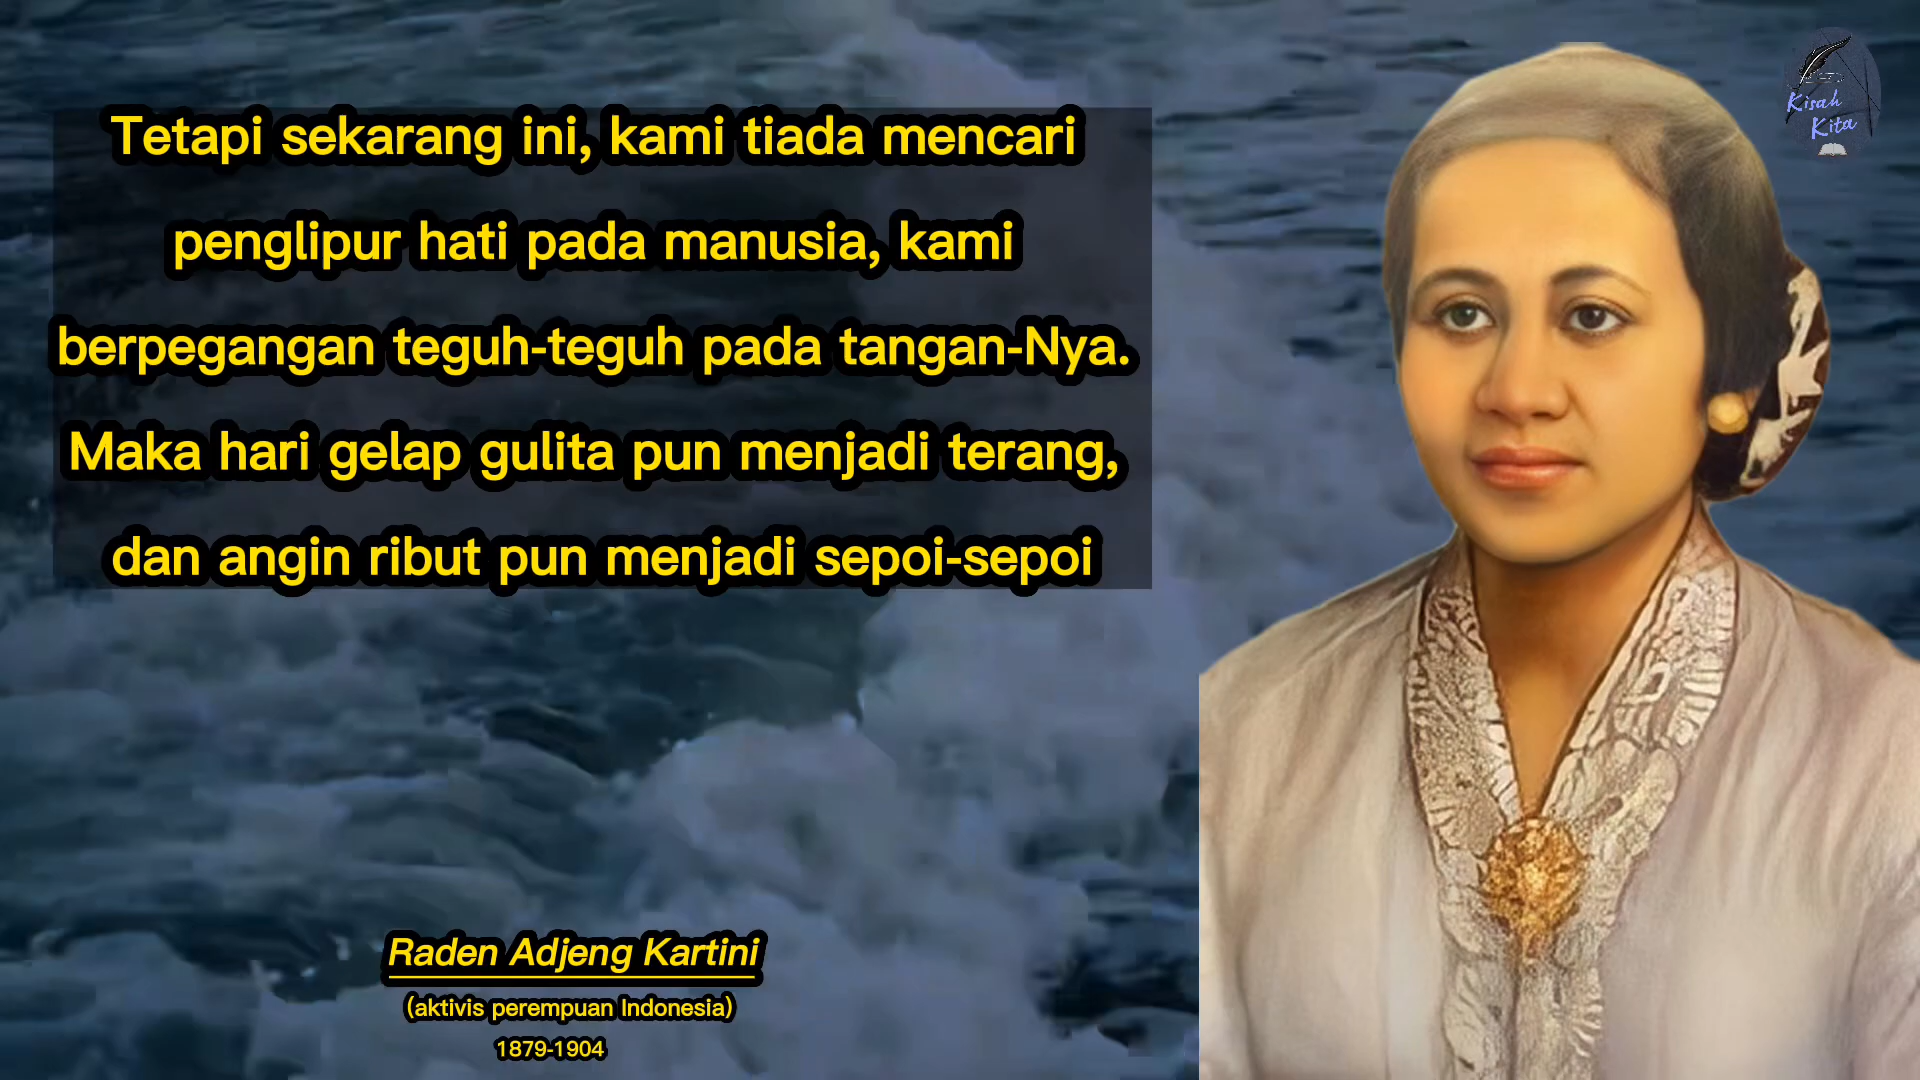 Tetapi sekarang ini, kami tiada mencari
penglipur hati pada manusia, kami
berpegangan teguh-teguh pada tangan-Nya.
Maka hari gelap gulita pun menjadi terang,
dan angin ribut pun menjadi sepoi-sepoi
Raden Adjeng Kartini
(aktivis perempuan Indonesia)
1879-1904
Kisah
Kita